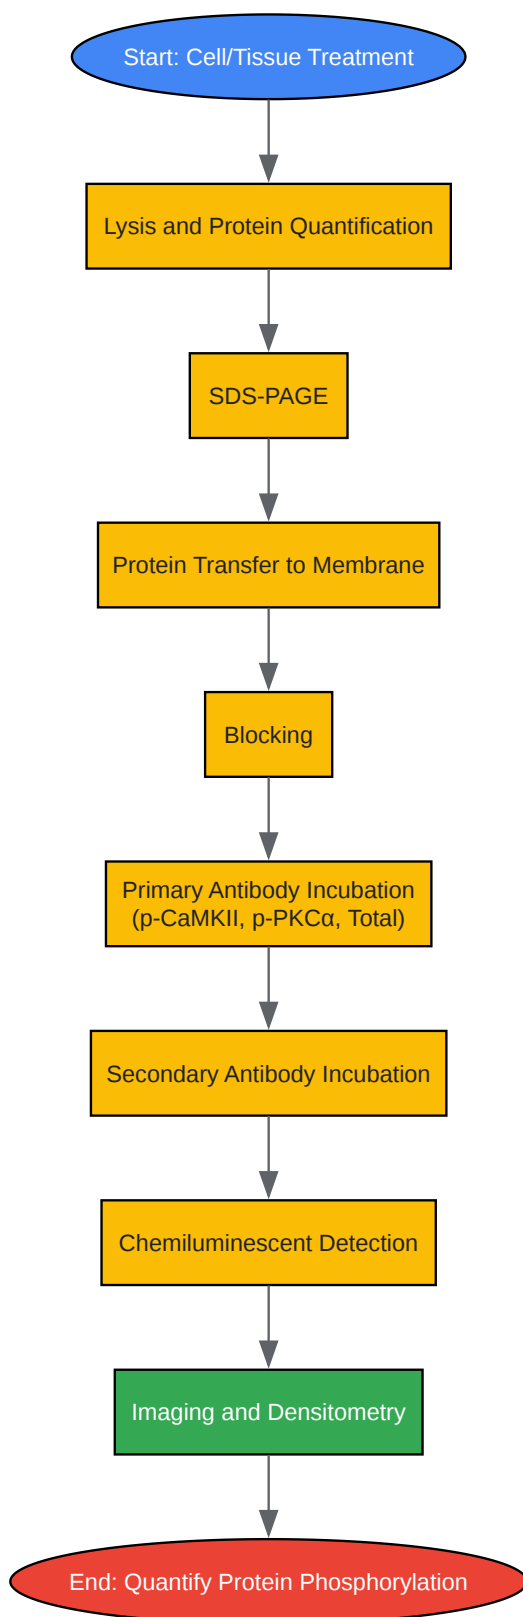 Start: Cell/Tissue Treatment
Lysis and Protein Quantification
SDS-PAGE
Protein Transfer to Membrane
Blocking
Primary Antibody Incubation
(p-CaMKII, p-PKCα, Total)
Secondary Antibody Incubation
Chemiluminescent Detection
Imaging and Densitometry
End: Quantify Protein Phosphorylation